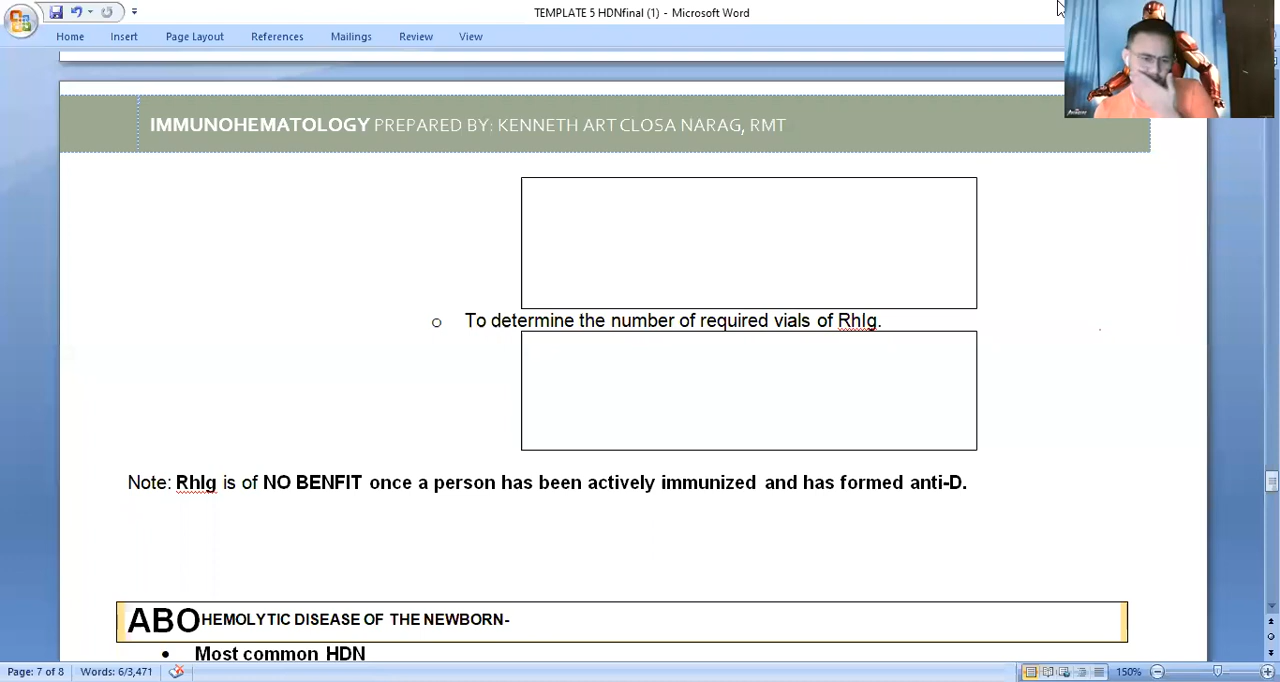 TEMPLATE 5 HDNfinal (1) - Microsoft Word
Home Insert Page Layout References Mailings Review View
IMMUNOHEMATOLOGY PREPARED BY: KENNETH ART CLOSA NARAG, RMT
o To determine the number of required vials of RhIg.
Note: RhIg is of NO BENFIT once a person has been actively immunized and has formed anti-D.
ABO HEMOLYTIC DISEASE OF THE NEWBORN-
• Most common HDN
Page: 7 of 8 Words: 6/3,471 150%